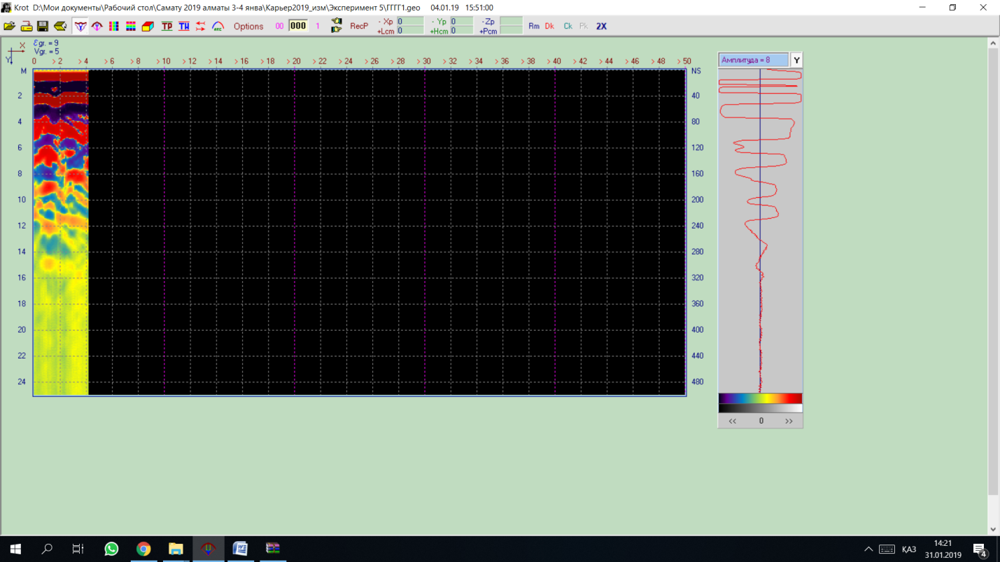 Krot D:\Мои документы\Рабочий стол\Самату 2019 алматы 3-4 янва\Карьер2019_изм\Эксперимент 5\ГГГГ1.geo 04.01.19 15:51:00
TP TW Options 00 000 1 RecP - Xp 0 - Yp 0 -Zp Rm Dk Ck Pk 2X
+Lcm 0 +Hcm 0 +Pcm
X Ɛgr. = 9
Y Vgr. = 5
0 > 2 > 4 > 6 > 8 > 10 > 12 > 14 > 16 > 18 > 20 > 22 > 24 > 26 > 28 > 30 > 32 > 34 > 36 > 38 > 40 > 42 > 44 > 46 > 48 > 50
Амплитуда = 8 Y
M NS
2 40
4 80
6 120
8 160
10 200
12 240
14 280
16 320
18 360
20 400
22 440
24 480
<< 0 >>
ҚАЗ
14:21
31.01.2019
4